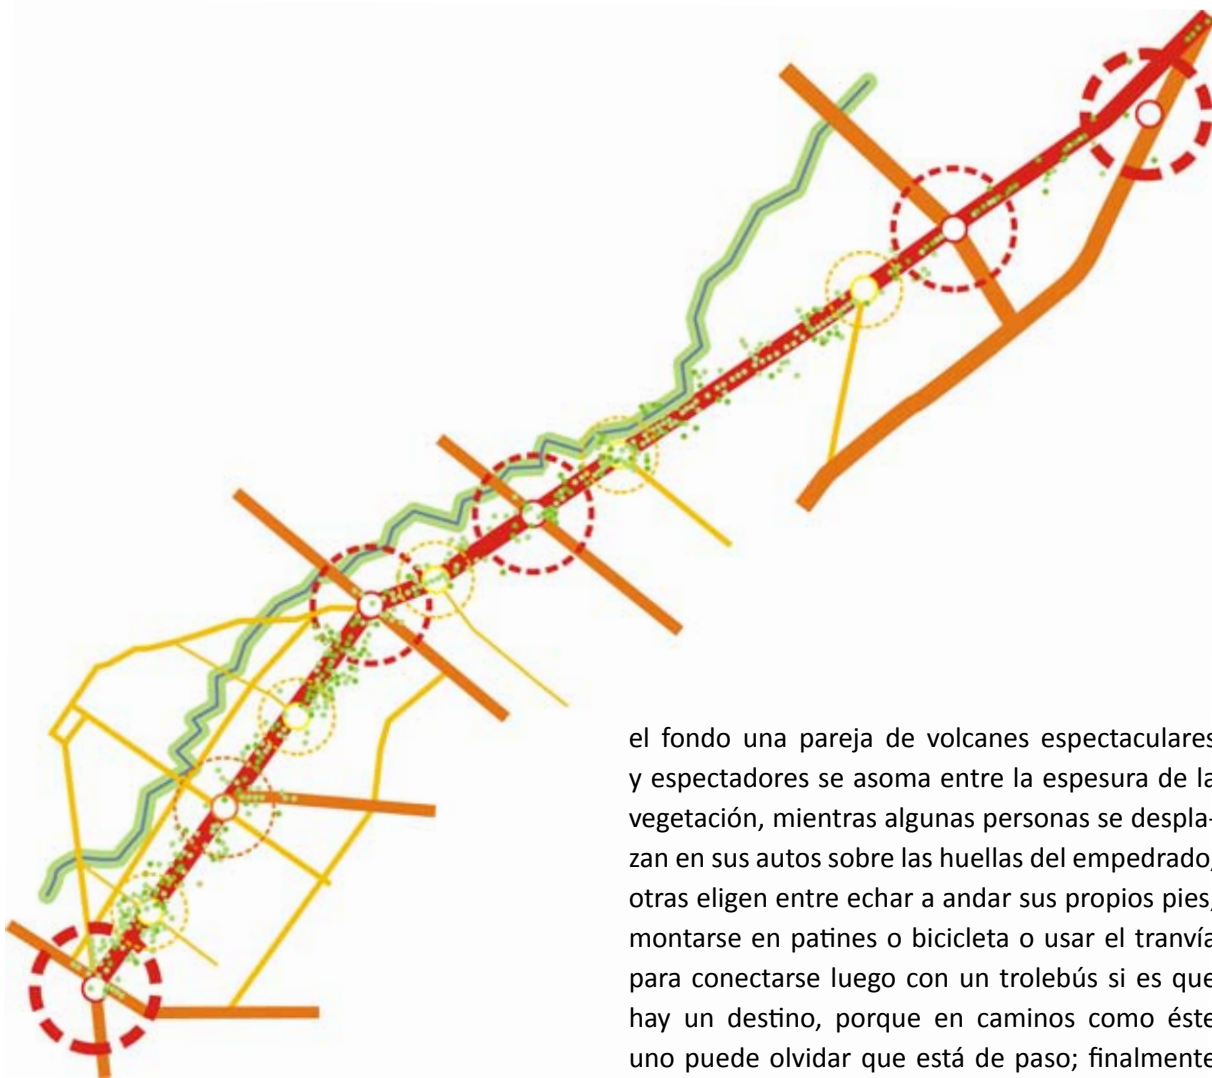 el fondo una pareja de volcanes espectaculares
y espectadores se asoma entre la espesura de la
vegetación, mientras algunas personas se despla-
zan en sus autos sobre las huellas del empedrado,
otras eligen entre echar a andar sus propios pies,
montarse en patines o bicicleta o usar el tranvía
para conectarse luego con un trolebús si es que
hay un destino, porque en caminos como éste
uno puede olvidar que está de paso; finalmente